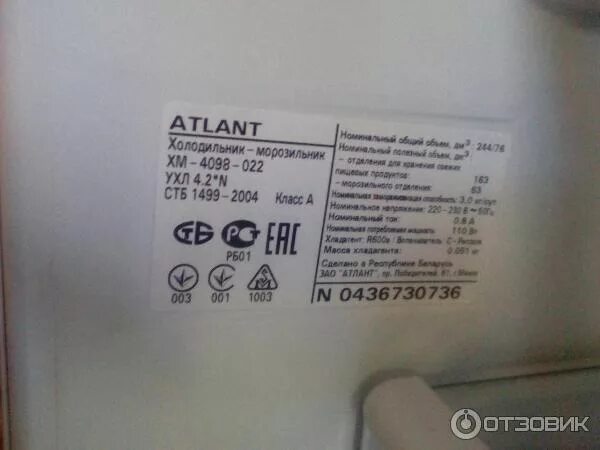 ATLANT
Холодильник-морозильник
ХМ-4098-022
УХЛ 4.2*N
СТБ 1499-2004 Класс А
РБ01
ЕАС
003 001 1003
Номинальный общий объем, дм³: 244/76
Номинальный полезный объем, дм³:
- отделения для хранения свежих
пищевых продуктов: 163
- морозильного отделения: 63
Номинальная замораживающая способность: 3,0 кг/сут
Номинальное напряжение: 220-230 В ~ 50Гц
Номинальный ток: 0.8 А
Номинальная потребляемая мощность: 110 Вт
Хладагент: R600a / Вспениватель: С-Пентан
Масса хладагента: 0.051 кг
Сделано в Республике Беларусь
ЗАО "АТЛАНТ", пр. Победителей, 61, г. Минск
N 0436730736
ОТЗОВИК